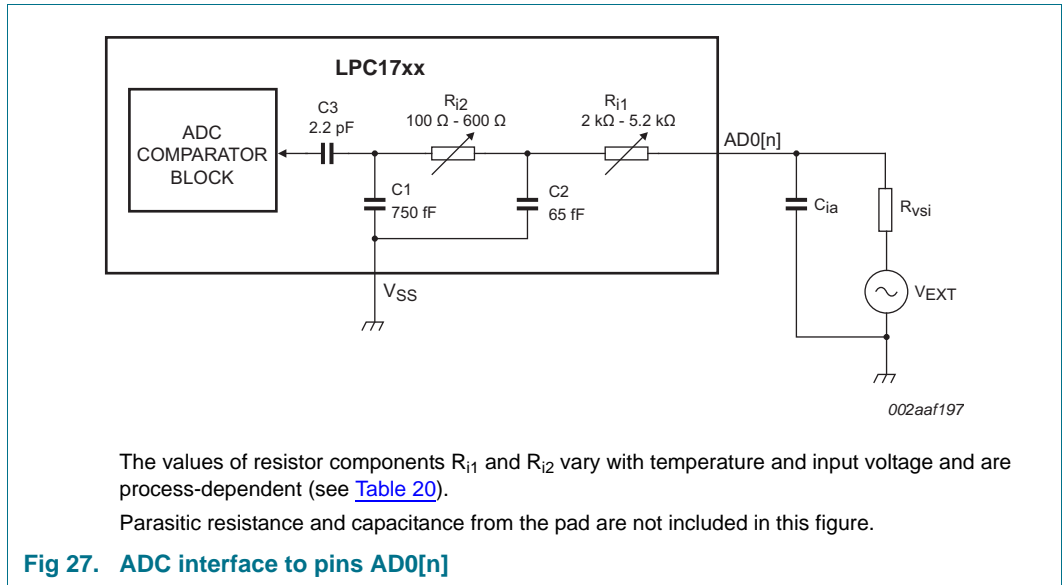 LPC17xx
ADC
COMPARATOR
BLOCK
C3
2.2 pF
Ri2
100 Ω - 600 Ω
Ri1
2 kΩ - 5.2 kΩ
AD0[n]
C1
750 fF
C2
65 fF
Cia
Rvsi
VSS
VEXT
002aaf197
The values of resistor components Ri1 and Ri2 vary with temperature and input voltage and are
process-dependent (see Table 20).
Parasitic resistance and capacitance from the pad are not included in this figure.
Fig 27. ADC interface to pins AD0[n]